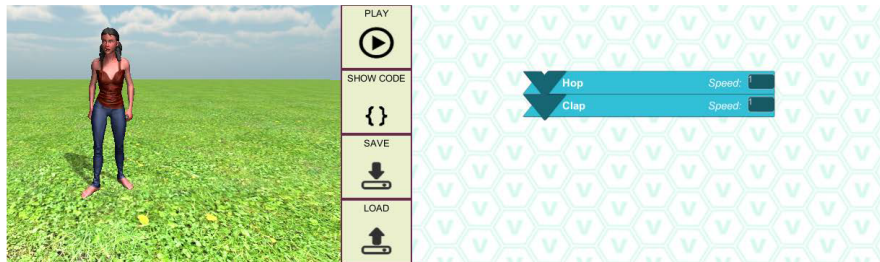 PLAY
SHOW CODE
{ }
SAVE
LOAD
Hop Speed: 1
Clap Speed: 1